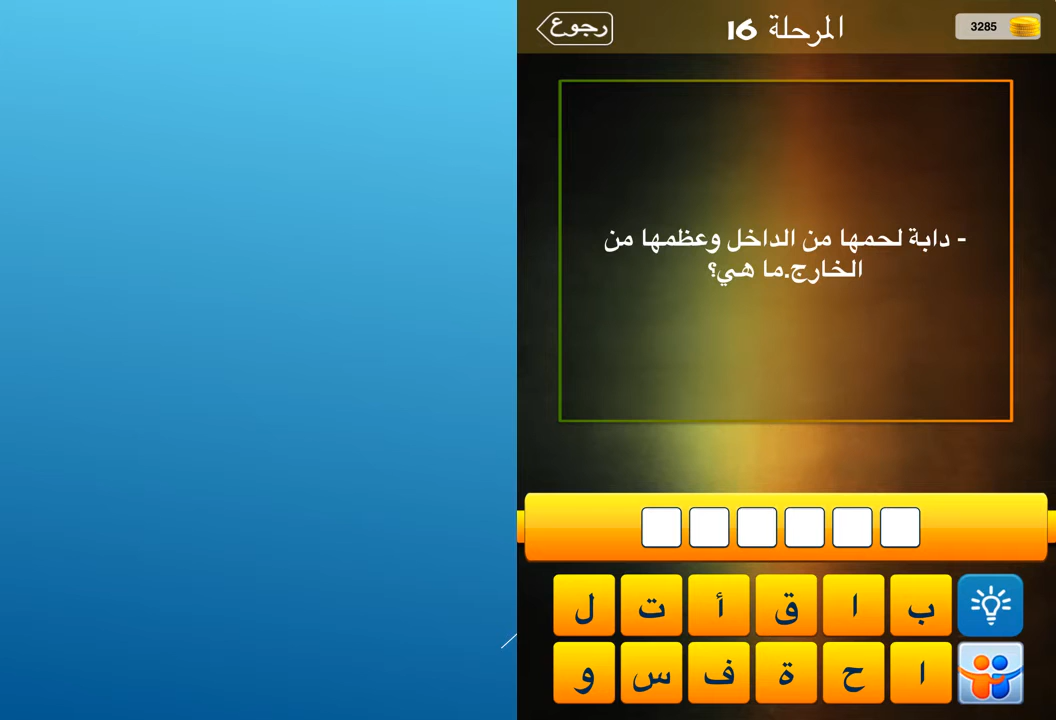 رجوع
المرحلة 16
3285
- دابة لحمها من الداخل وعظمها من
الخارج.ما هي؟
ب ا ق أ ت ل
ا ح ة ف س و